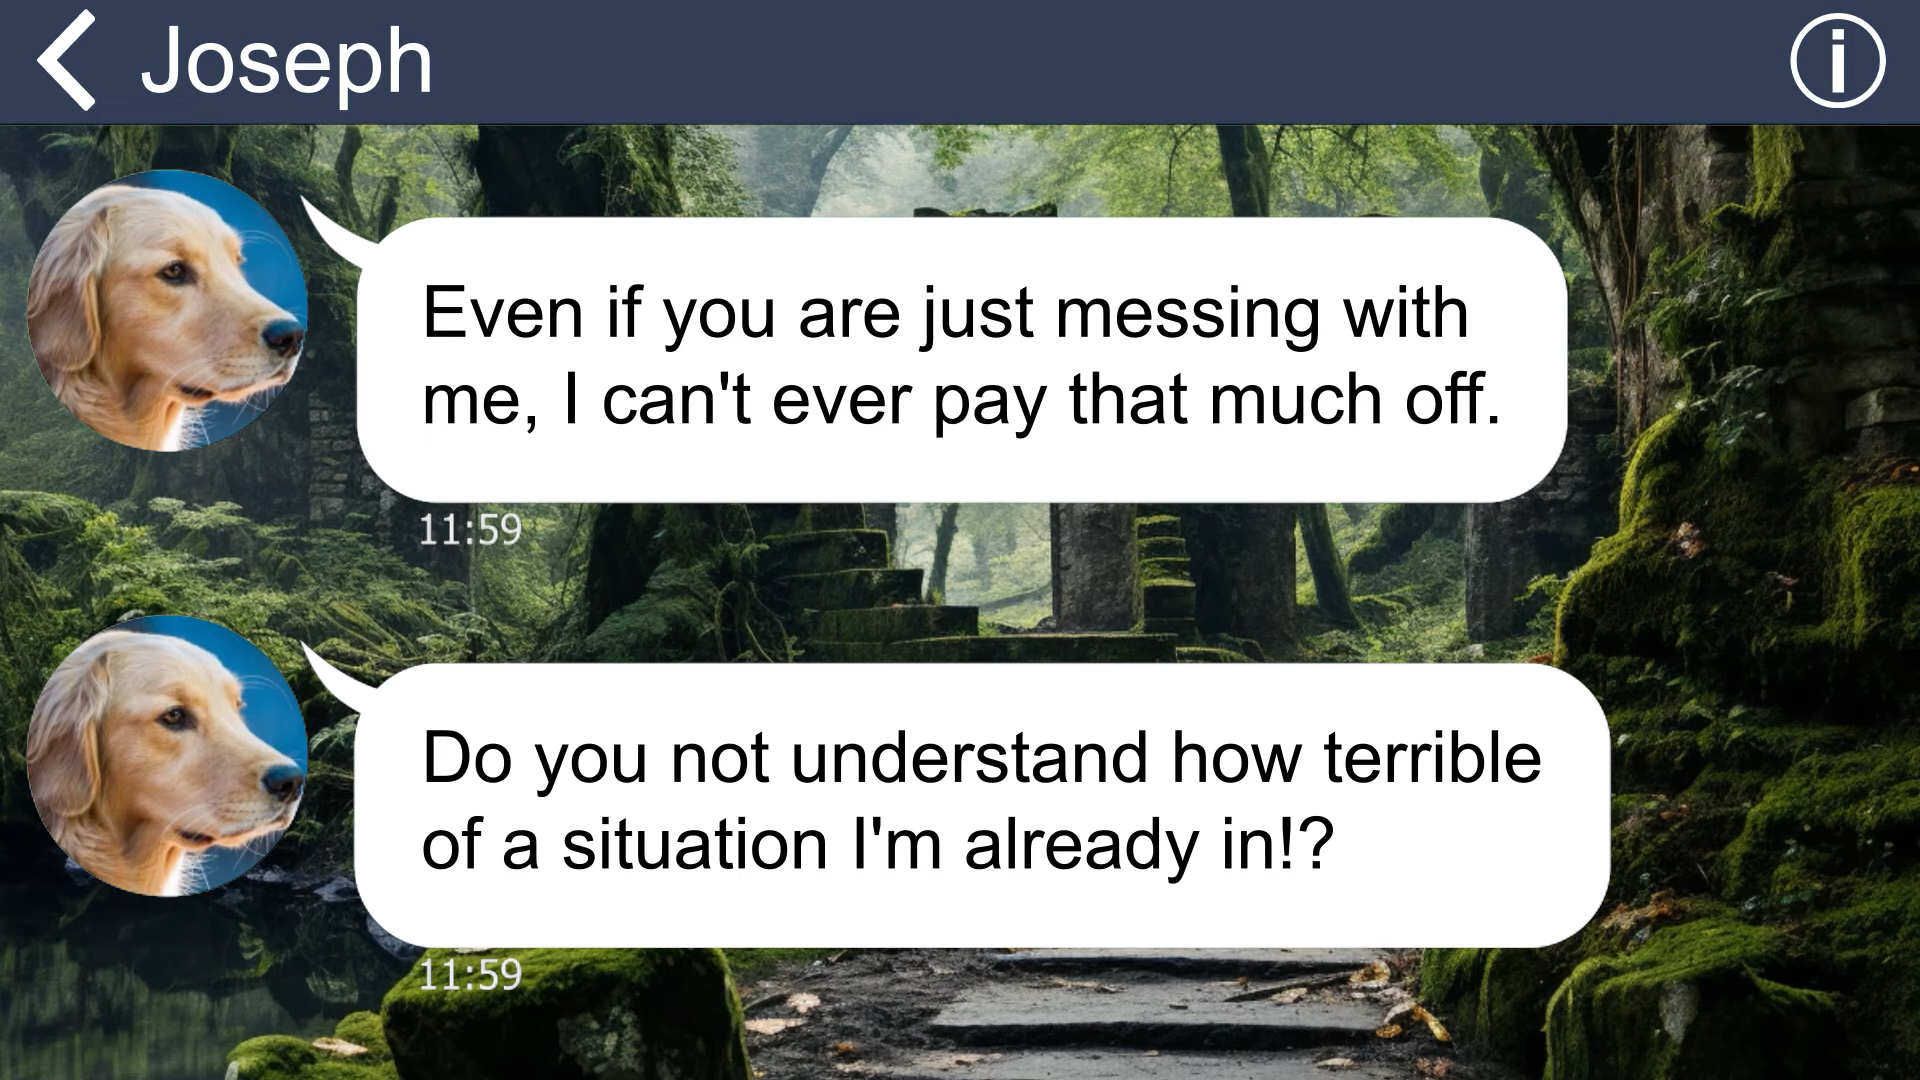 Joseph
Even if you are just messing with
me, I can't ever pay that much off.
11:59
Do you not understand how terrible
of a situation I'm already in!?
11:59